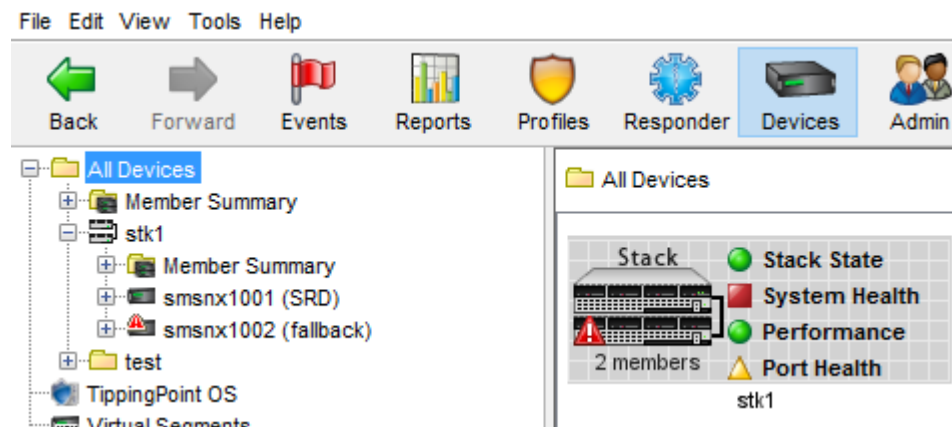 File Edit View Tools Help
Back Forward Events Reports Profiles Responder Devices Admin
All Devices
Member Summary
stk1
Member Summary
smsnx1001 (SRD)
smsnx1002 (fallback)
test
TippingPoint OS
Virtual Segments
All Devices
Stack
2 members
Stack State
System Health
Performance
Port Health
stk1